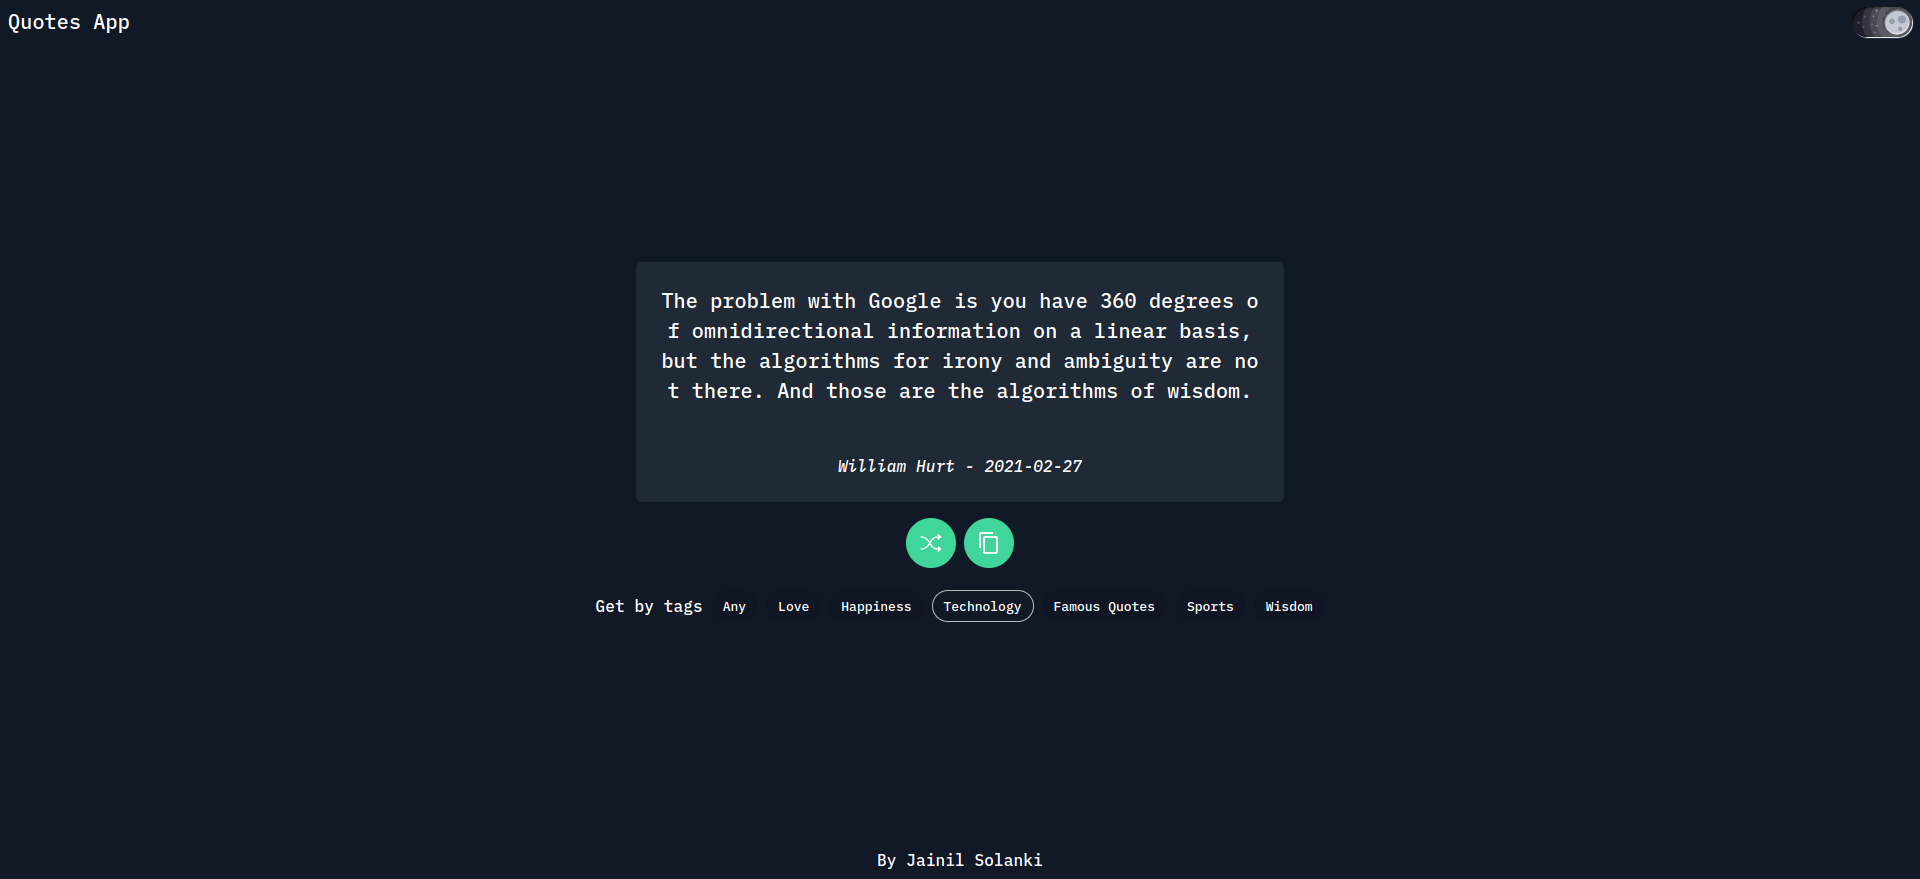 Quotes App
The problem with Google is you have 360 degrees o
f omnidirectional information on a linear basis,
but the algorithms for irony and ambiguity are no
t there. And those are the algorithms of wisdom.
William Hurt - 2021-02-27
Get by tags Any Love Happiness Technology Famous Quotes Sports Wisdom
By Jainil Solanki